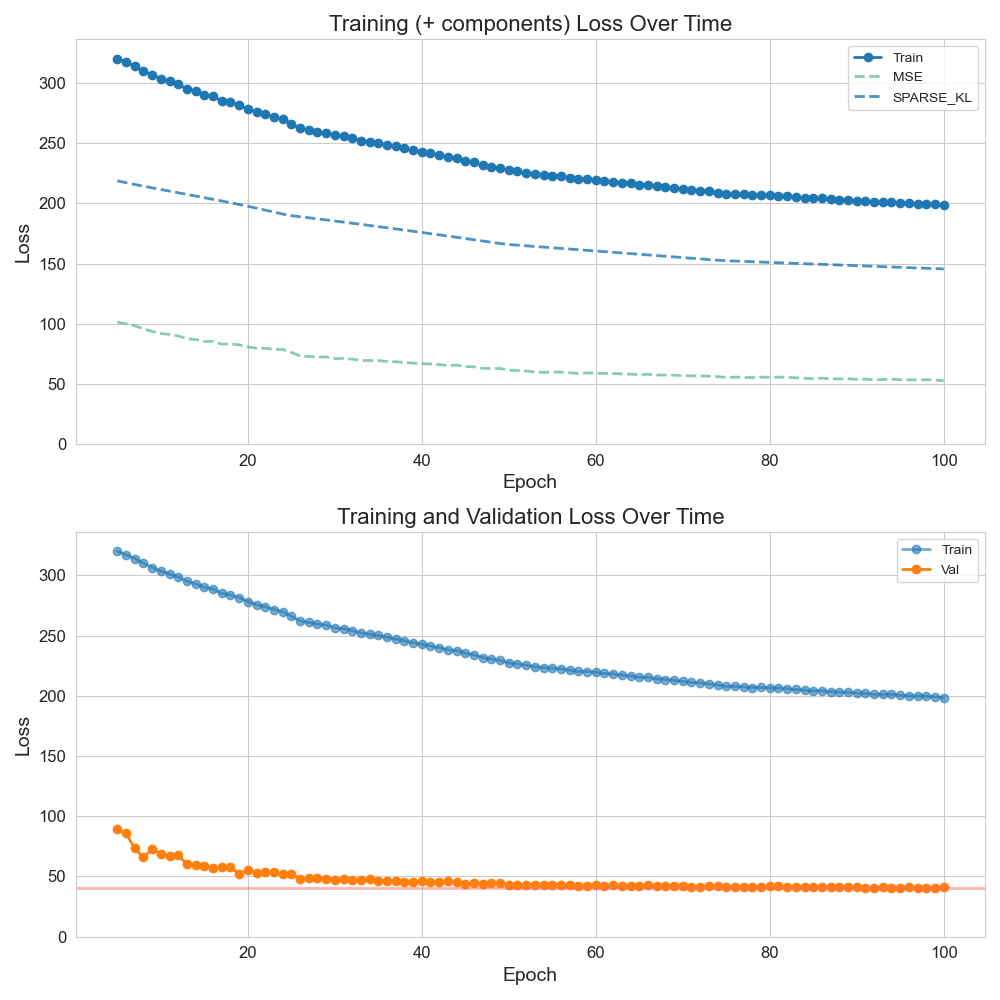 Training (+ components) Loss Over Time
Train
MSE
SPARSE_KL
Loss
300
250
200
150
100
50
0
20 40 60 80 100
Epoch
Training and Validation Loss Over Time
Train
Val
Loss
300
250
200
150
100
50
0
20 40 60 80 100
Epoch